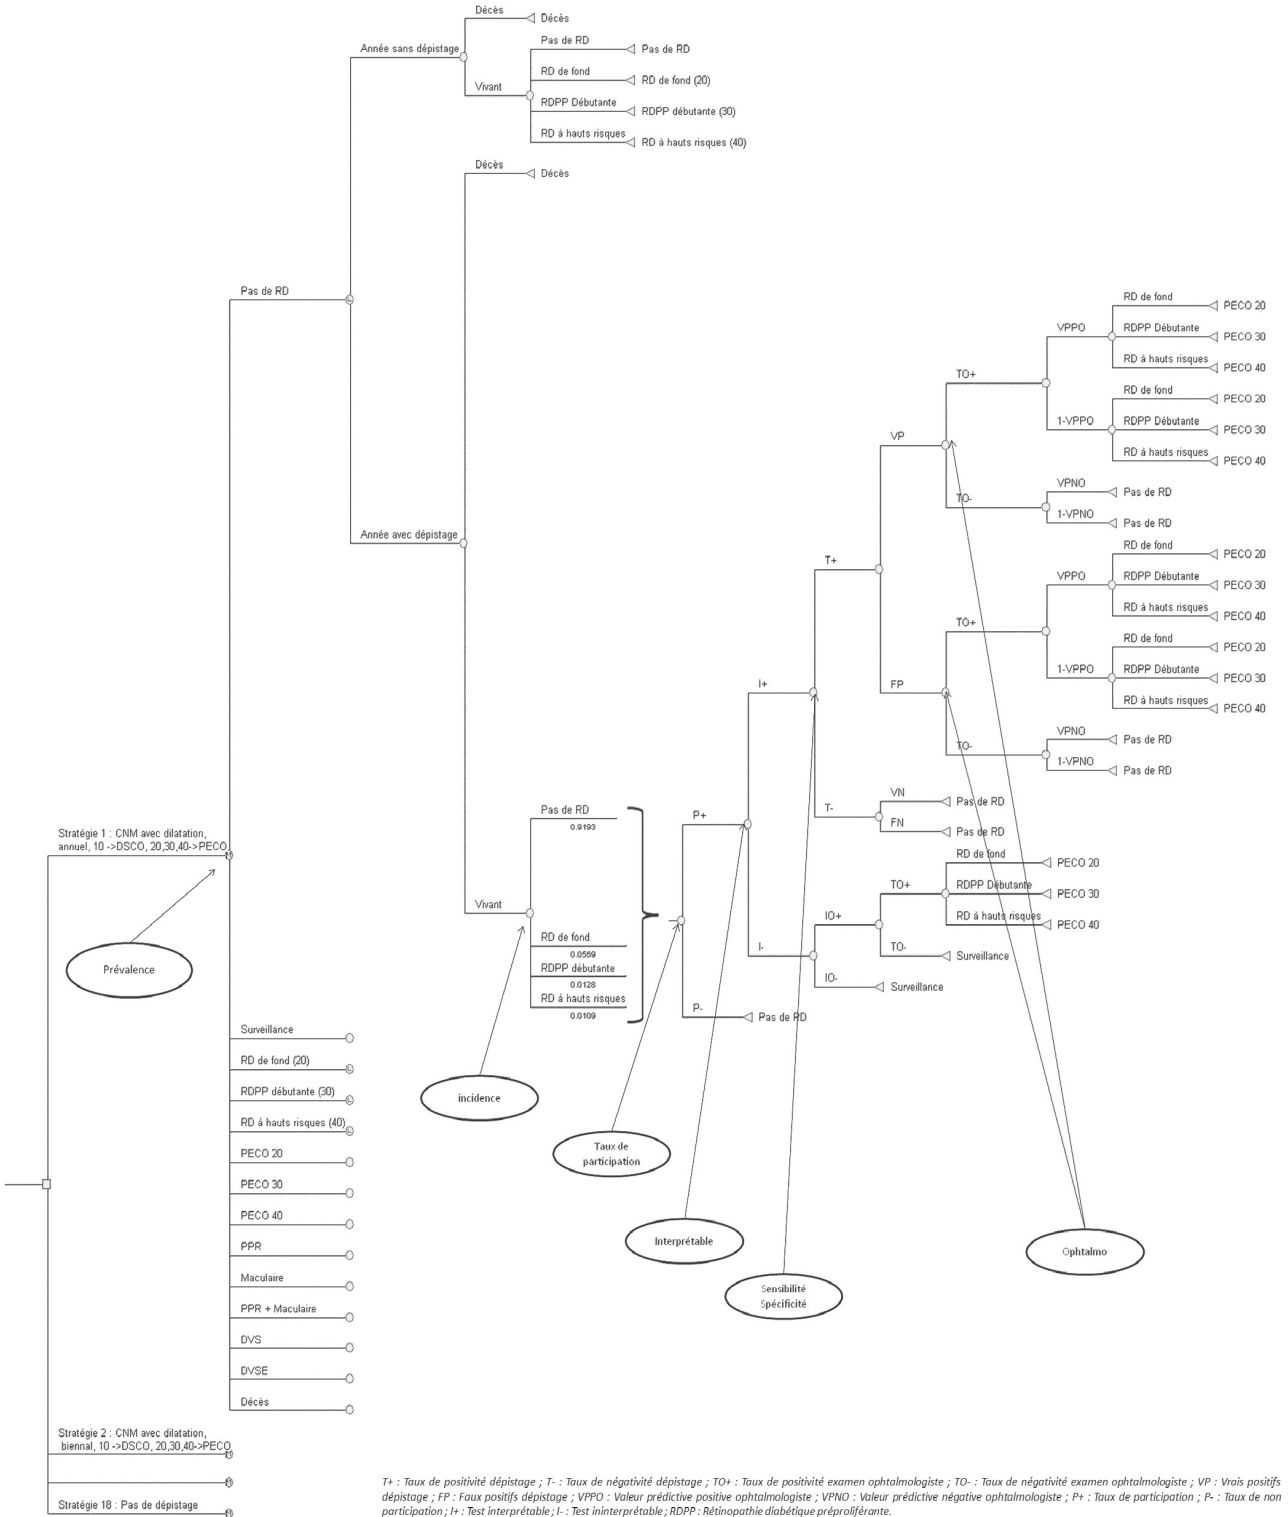 Décès
Décès
Année sans dépistage
Pas de RD
Pas de RD
RD de fond
RD de fond (20)
Vivant
RDPP Débutante
RDPP débutante (30)
RD à hauts risques
RD à hauts risques (40)
Décès
Décès
Pas de RD
Année avec dépistage
RD de fond
PECO 20
VPPO
RDPP Débutante
PECO 30
RD à hauts risques
PECO 40
TO+
RD de fond
PECO 20
1-VPPO
RDPP Débutante
PECO 30
RD à hauts risques
PECO 40
VP
VPNO
Pas de RD
TO-
1-VPNO
Pas de RD
T+
RD de fond
PECO 20
VPPO
RDPP Débutante
PECO 30
RD à hauts risques
PECO 40
TO+
RD de fond
PECO 20
1-VPPO
RDPP Débutante
PECO 30
RD à hauts risques
PECO 40
I+
FP
VPNO
Pas de RD
TO-
1-VPNO
Pas de RD
VN
Pas de RD
T-
FN
Pas de RD
P+
RD de fond
PECO 20
TO+
RDPP Débutante
PECO 30
RD à hauts risques
PECO 40
IO+
TO-
Surveillance
I-
IO-
Surveillance
P-
Pas de RD
Pas de RD
0.9193
Vivant
RD de fond
0.0569
RDPP débutante
0.0128
RD à hauts risques
0.0109
Stratégie 1 : CNM avec dilatation,
annuel, 10 ->DSCO, 20,30,40->PECO
Prévalence
incidence
Taux de
participation
Interprétable
Sensibilité
Spécificité
Ophtalmo
Surveillance
RD de fond (20)
RDPP débutante (30)
RD à hauts risques (40)
PECO 20
PECO 30
PECO 40
PPR
Maculaire
PPR + Maculaire
DVS
DVSE
Décès
Stratégie 2 : CNM avec dilatation,
biennal, 10 ->DSCO, 20,30,40->PECO
Stratégie 18 : Pas de dépistage
T+ : Taux de positivité dépistage ; T- : Taux de négativité dépistage ; TO+ : Taux de positivité examen ophtalmologiste ; TO- : Taux de négativité examen ophtalmologiste ; VP : Vrais positifs
dépistage ; FP : Faux positifs dépistage ; VPPO : Valeur prédictive positive ophtalmologiste ; VPNO : Valeur prédictive négative ophtalmologiste ; P+ : Taux de participation ; P- : Taux de non
participation ; I+ : Test interprétable ; I- : Test ininterprétable ; RDPP : Rétinopathie diabétique préproliférante.